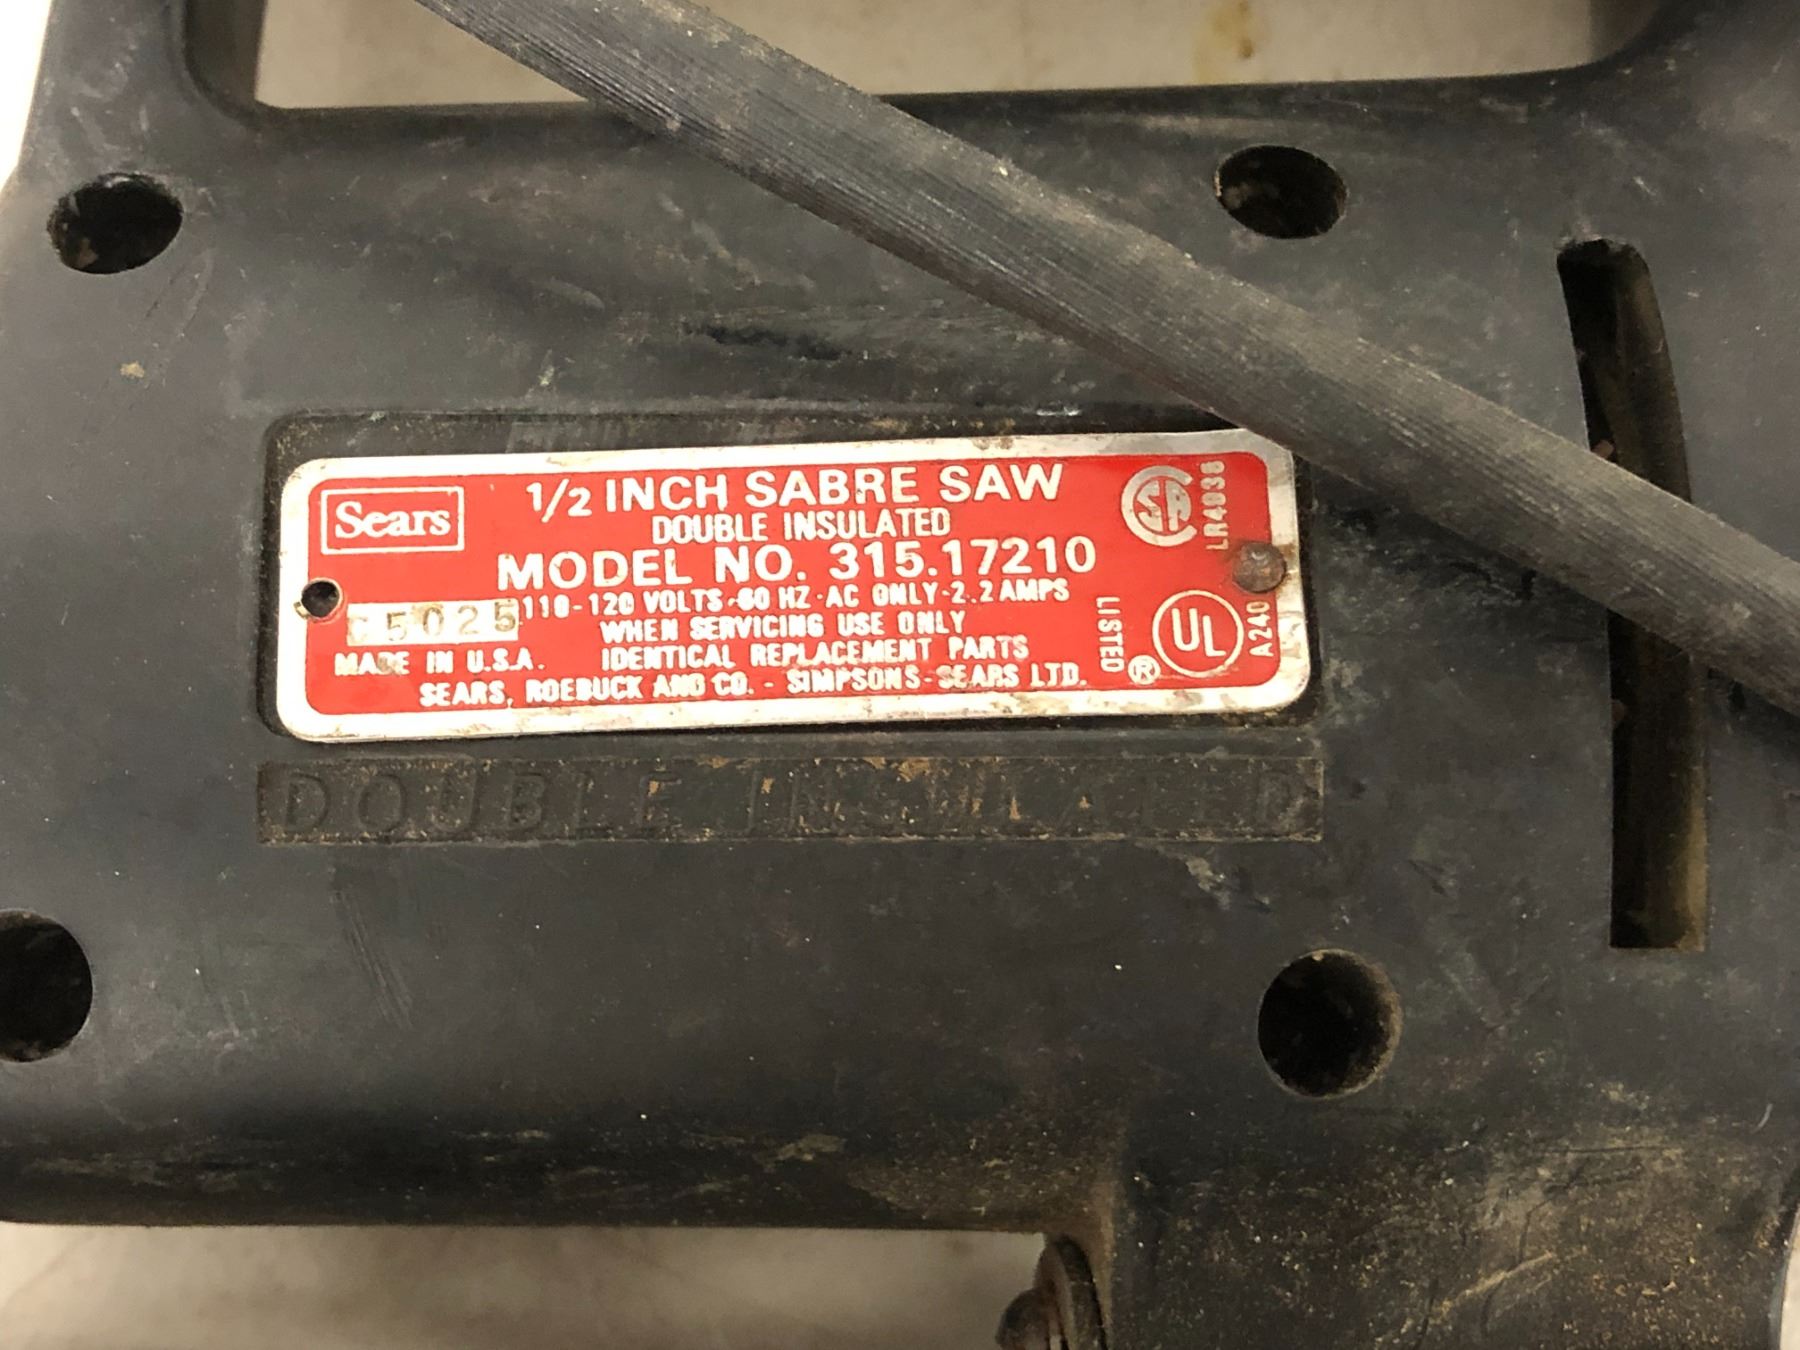 Sears
1/2 INCH SABRE SAW
DOUBLE INSULATED
MODEL NO. 315.17210
110-120 VOLTS-60 HZ-AC ONLY-2.2 AMPS
5025
WHEN SERVICING USE ONLY
MADE IN U.S.A. IDENTICAL REPLACEMENT PARTS
SEARS, ROEBUCK AND CO. - SIMPSONS-SEARS LTD.
LR4036
LISTED
UL
®
A240
DOUBLE INSULATED